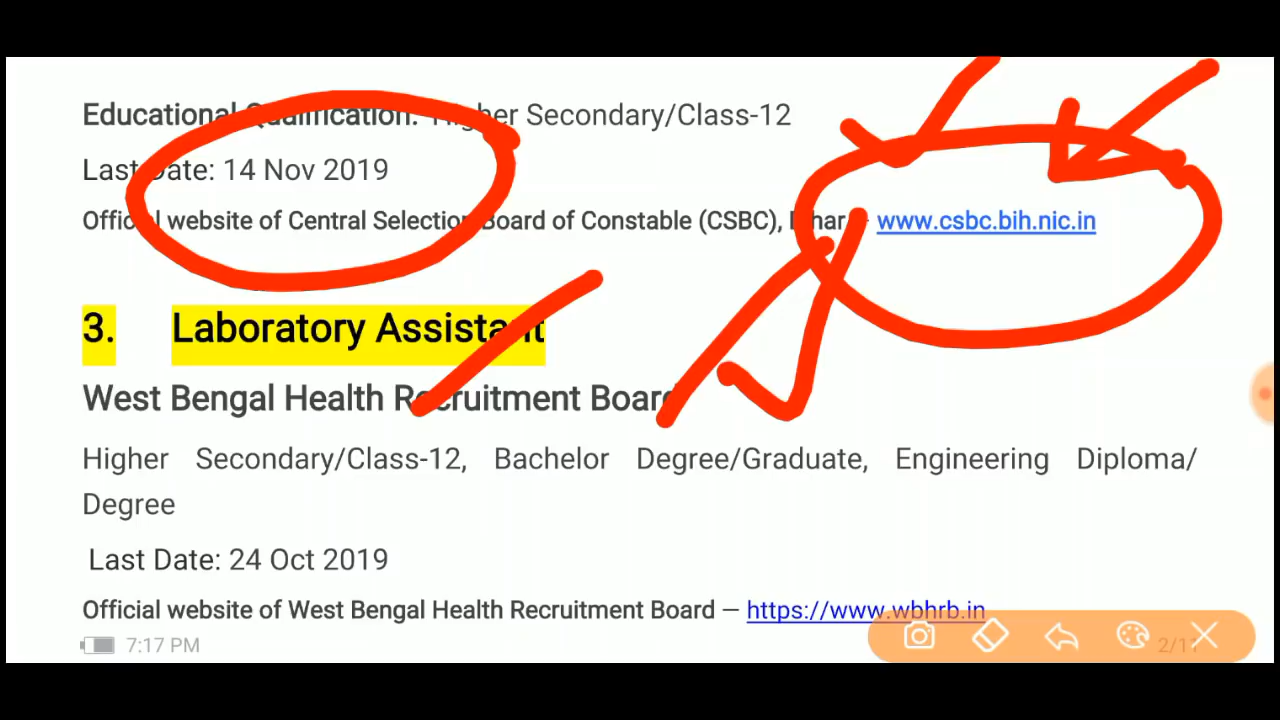 Educational Qualification: Higher Secondary/Class-12
Last Date: 14 Nov 2019
Official website of Central Selection Board of Constable (CSBC), Bihar – www.csbc.bih.nic.in
3. Laboratory Assistant
West Bengal Health Recruitment Board
Higher Secondary/Class-12, Bachelor Degree/Graduate, Engineering Diploma/
Degree
Last Date: 24 Oct 2019
Official website of West Bengal Health Recruitment Board – https://www.wbhrb.in
7:17 PM